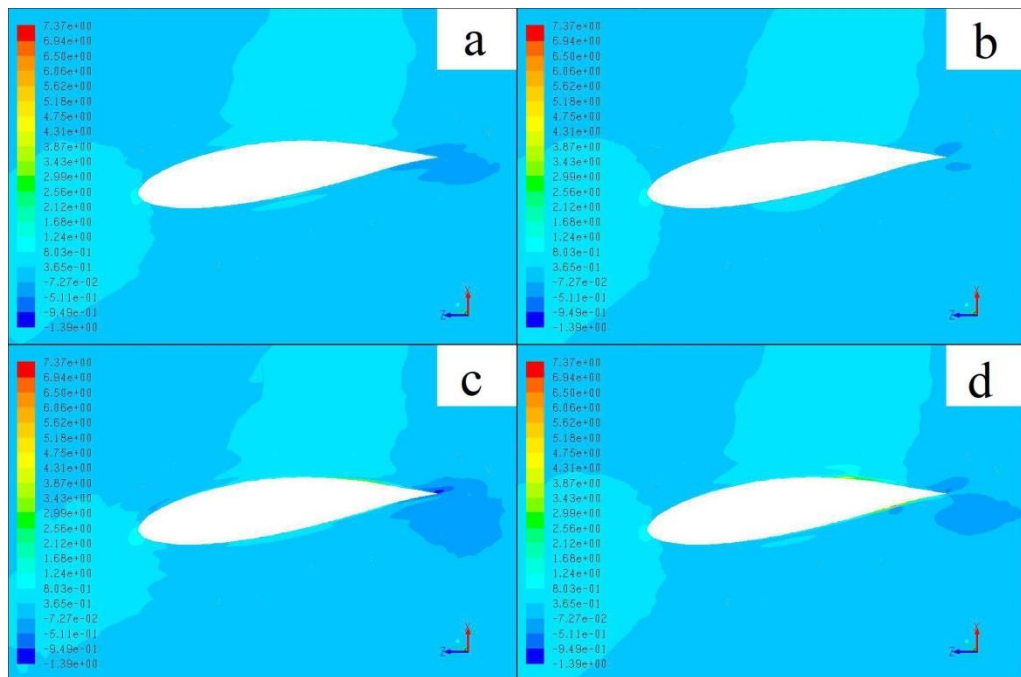 a
7.37e+00
6.94e+00
6.50e+00
6.06e+00
5.62e+00
5.18e+00
4.75e+00
4.31e+00
3.87e+00
3.43e+00
2.99e+00
2.56e+00
2.12e+00
1.68e+00
1.24e+00
8.03e-01
3.65e-01
-7.27e-02
-5.11e-01
-9.49e-01
-1.39e+00
Y
Z
b
7.37e+00
6.94e+00
6.50e+00
6.06e+00
5.62e+00
5.18e+00
4.75e+00
4.31e+00
3.87e+00
3.43e+00
2.99e+00
2.56e+00
2.12e+00
1.68e+00
1.24e+00
8.03e-01
3.65e-01
-7.27e-02
-5.11e-01
-9.49e-01
-1.39e+00
Y
Z
c
7.37e+00
6.94e+00
6.50e+00
6.06e+00
5.62e+00
5.18e+00
4.75e+00
4.31e+00
3.87e+00
3.43e+00
2.99e+00
2.56e+00
2.12e+00
1.68e+00
1.24e+00
8.03e-01
3.65e-01
-7.27e-02
-5.11e-01
-9.49e-01
-1.39e+00
Y
Z
d
7.37e+00
6.94e+00
6.50e+00
6.06e+00
5.62e+00
5.18e+00
4.75e+00
4.31e+00
3.87e+00
3.43e+00
2.99e+00
2.56e+00
2.12e+00
1.68e+00
1.24e+00
8.03e-01
3.65e-01
-7.27e-02
-5.11e-01
-9.49e-01
-1.39e+00
Y
Z